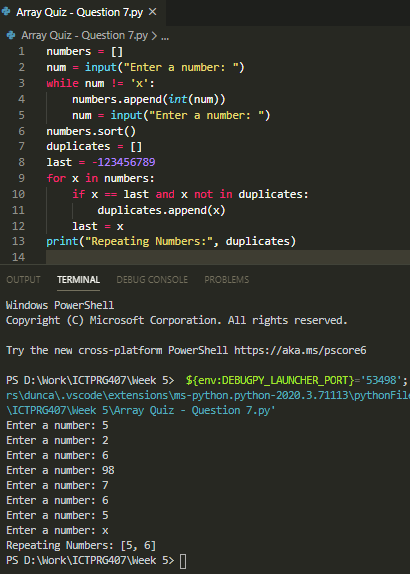 Array Quiz - Question 7.py ×
Array Quiz - Question 7.py > ...
1 numbers = []
2 num = input("Enter a number: ")
3 while num != 'x':
4 numbers.append(int(num))
5 num = input("Enter a number: ")
6 numbers.sort()
7 duplicates = []
8 last = -123456789
9 for x in numbers:
10 if x == last and x not in duplicates:
11 duplicates.append(x)
12 last = x
13 print("Repeating Numbers:", duplicates)
14
OUTPUT TERMINAL DEBUG CONSOLE PROBLEMS
Windows PowerShell
Copyright (C) Microsoft Corporation. All rights reserved.
Try the new cross-platform PowerShell https://aka.ms/pscore6
PS D:\Work\ICTPRG407\Week 5> ${env:DEBUGPY_LAUNCHER_PORT}='53498';
rs\dunca\.vscode\extensions\ms-python.python-2020.3.71113\pythonFile
\ICTPRG407\Week 5\Array Quiz - Question 7.py'
Enter a number: 5
Enter a number: 2
Enter a number: 6
Enter a number: 98
Enter a number: 7
Enter a number: 6
Enter a number: 5
Enter a number: x
Repeating Numbers: [5, 6]
PS D:\Work\ICTPRG407\Week 5>